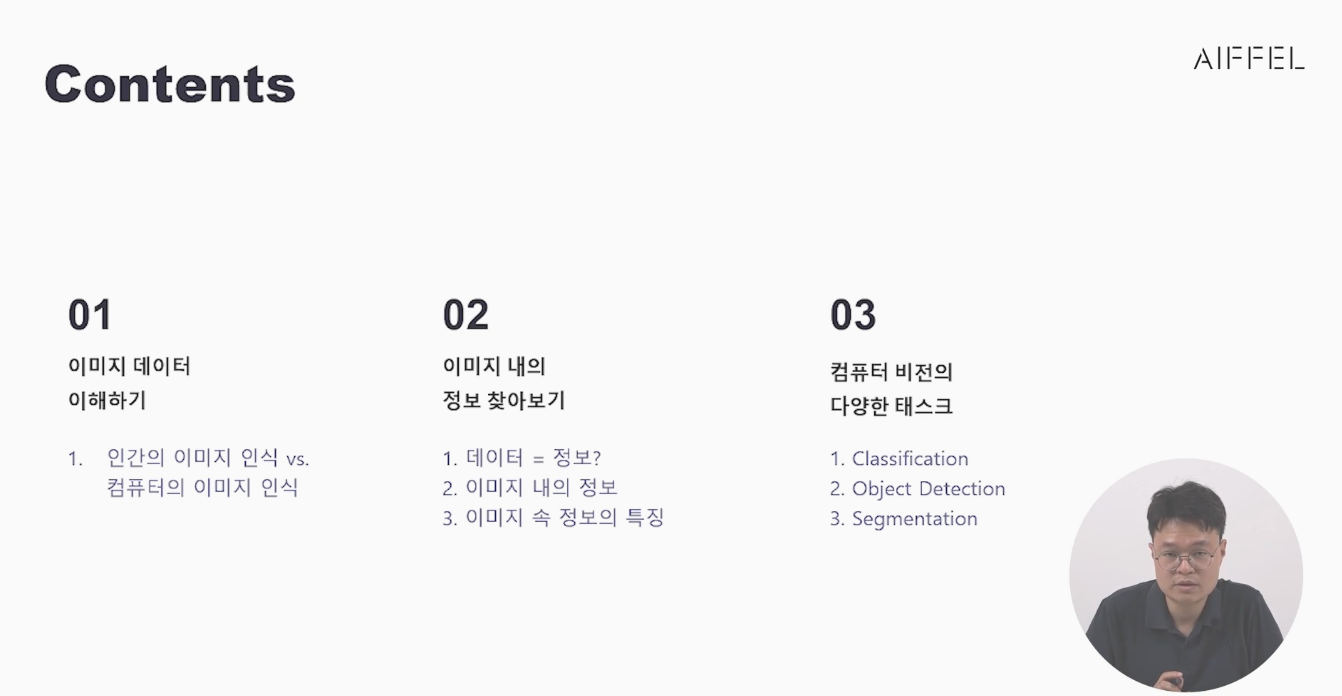 Contents
AIFFEL
01
이미지 데이터
이해하기
1. 인간의 이미지 인식 vs.
컴퓨터의 이미지 인식
02
이미지 내의
정보 찾아보기
1. 데이터 = 정보?
2. 이미지 내의 정보
3. 이미지 속 정보의 특징
03
컴퓨터 비전의
다양한 태스크
1. Classification
2. Object Detection
3. Segmentation